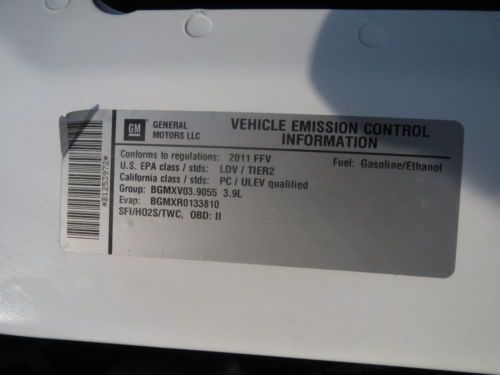 GM
GENERAL
MOTORS LLC
VEHICLE EMISSION CONTROL
INFORMATION
Conforms to regulations: 2011 FFV
Fuel: Gasoline/Ethanol
U.S. EPA class / stds: LDV / TIER2
California class / stds: PC / ULEV qualified
Group: BGMXV03.9055 3.9L
Evap: BGMXR0133810
SFI/HO2S/TWC, OBD: II
*B1253972*